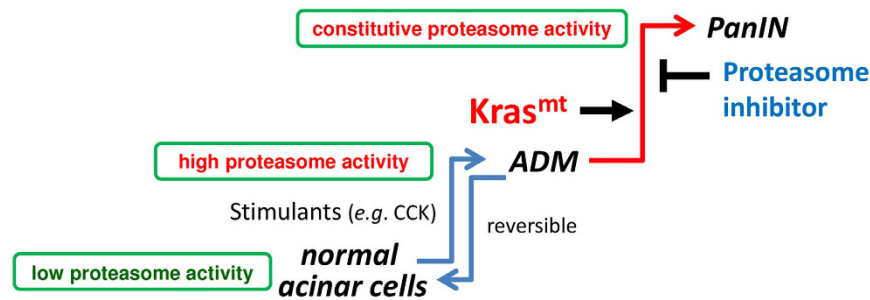 constitutive proteasome activity
PanIN
Proteasome
inhibitor
Kras^mt
high proteasome activity
ADM
Stimulants (e.g. CCK)
reversible
normal
acinar cells
low proteasome activity